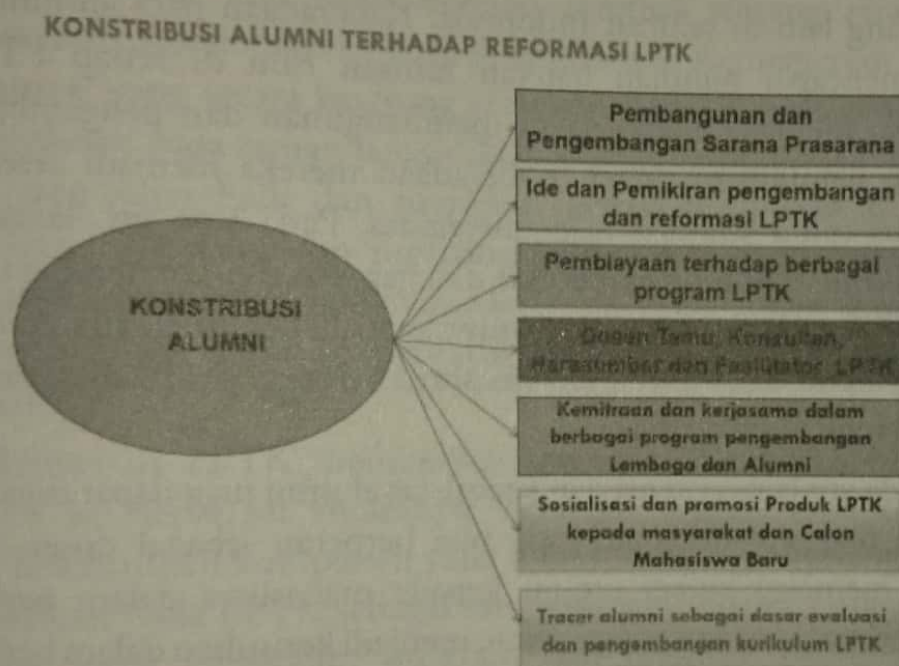 KONSTRIBUSI ALUMNI TERHADAP REFORMASI LPTK
KONSTRIBUSI
ALUMNI
Pembangunan dan
Pengembangan Sarana Prasarana
Ide dan Pemikiran pengembangan
dan reformasi LPTK
Pembiayaan terhadap berbagai
program LPTK
Dosen Tamu, Konsultan,
Narasumber dan Fasilitator LPTK
Kemitraan dan kerjasama dalam
berbagai program pengembangan
Lembaga dan Alumni
Sosialisasi dan promosi Produk LPTK
kepada masyarakat dan Calon
Mahasiswa Baru
Tracer alumni sebagai dasar evaluasi
dan pengembangan kurikulum LPTK